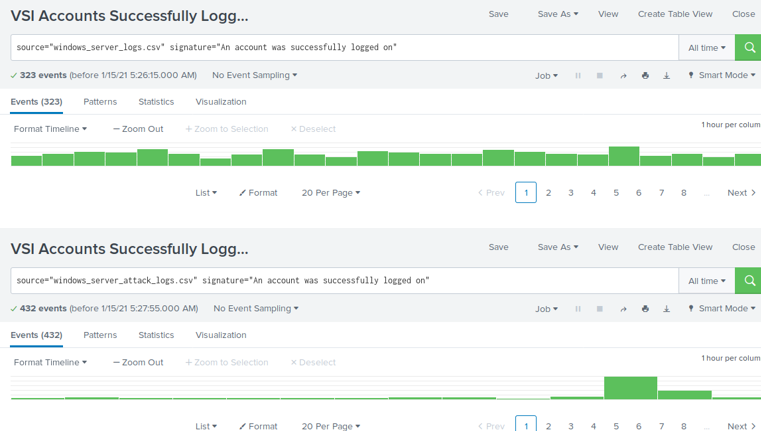 VSI Accounts Successfully Logg...
Save Save As View Create Table View Close
source="windows_server_logs.csv" signature="An account was successfully logged on"
All time
323 events (before 1/15/21 5:26:15.000 AM) No Event Sampling
Job Smart Mode
Events (323) Patterns Statistics Visualization
Format Timeline — Zoom Out + Zoom to Selection × Deselect
1 hour per colum
List Format 20 Per Page
Prev 1 2 3 4 5 6 7 8 ... Next
VSI Accounts Successfully Logg...
Save Save As View Create Table View Close
source="windows_server_attack_logs.csv" signature="An account was successfully logged on"
All time
432 events (before 1/15/21 5:27:55.000 AM) No Event Sampling
Job Smart Mode
Events (432) Patterns Statistics Visualization
Format Timeline — Zoom Out + Zoom to Selection × Deselect
1 hour per colum
List Format 20 Per Page
Prev 1 2 3 4 5 6 7 8 ... Next